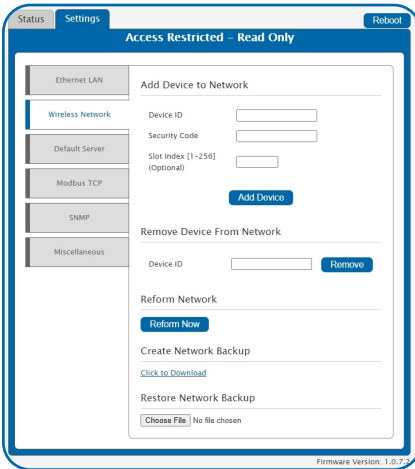 Status Settings Reboot
Access Restricted – Read Only
Ethernet LAN
Wireless Network
Default Server
Modbus TCP
SNMP
Miscellaneous
Add Device to Network
Device ID
Security Code
Slot Index [1-256]
(Optional)
Add Device
Remove Device From Network
Device ID Remove
Reform Network
Reform Now
Create Network Backup
Click to Download
Restore Network Backup
Choose File No file chosen
Firmware Version: 1.0.7.2